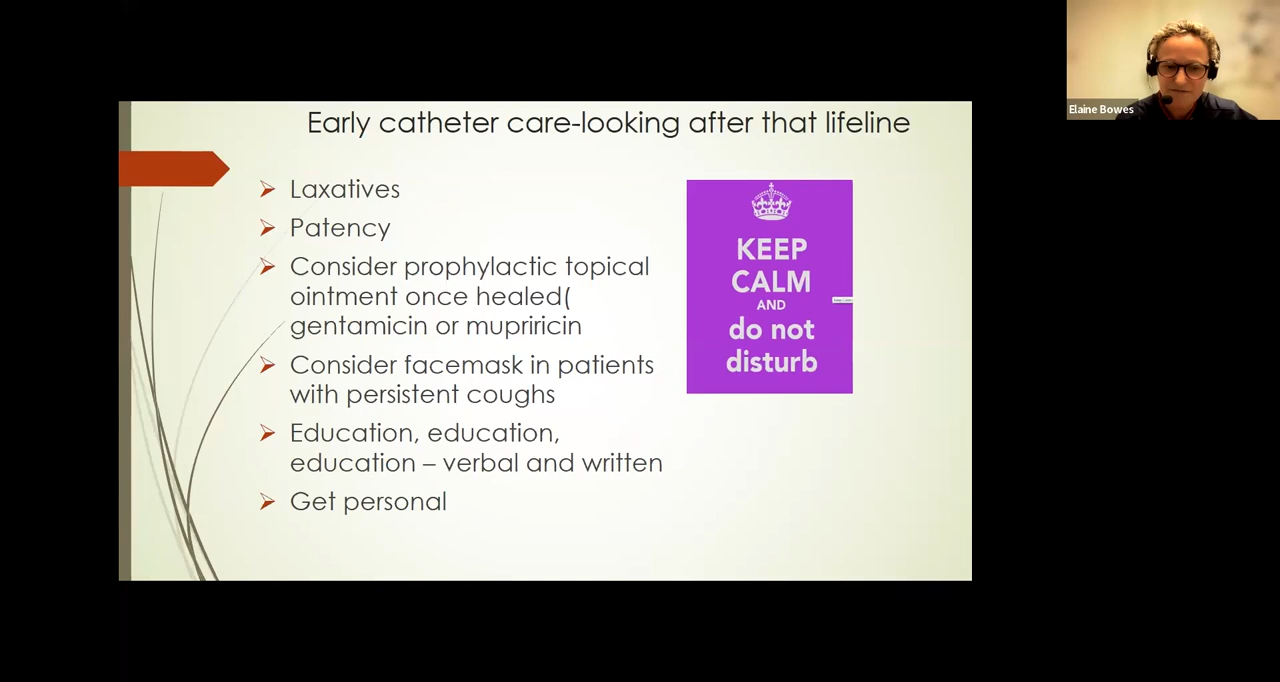 Elaine Bowes
Early catheter care-looking after that lifeline
Laxatives
Patency
Consider prophylactic topical
ointment once healed(
gentamicin or mupriricin
Consider facemask in patients
with persistent coughs
Education, education,
education – verbal and written
Get personal
KEEP
CALM
AND
do not
disturb